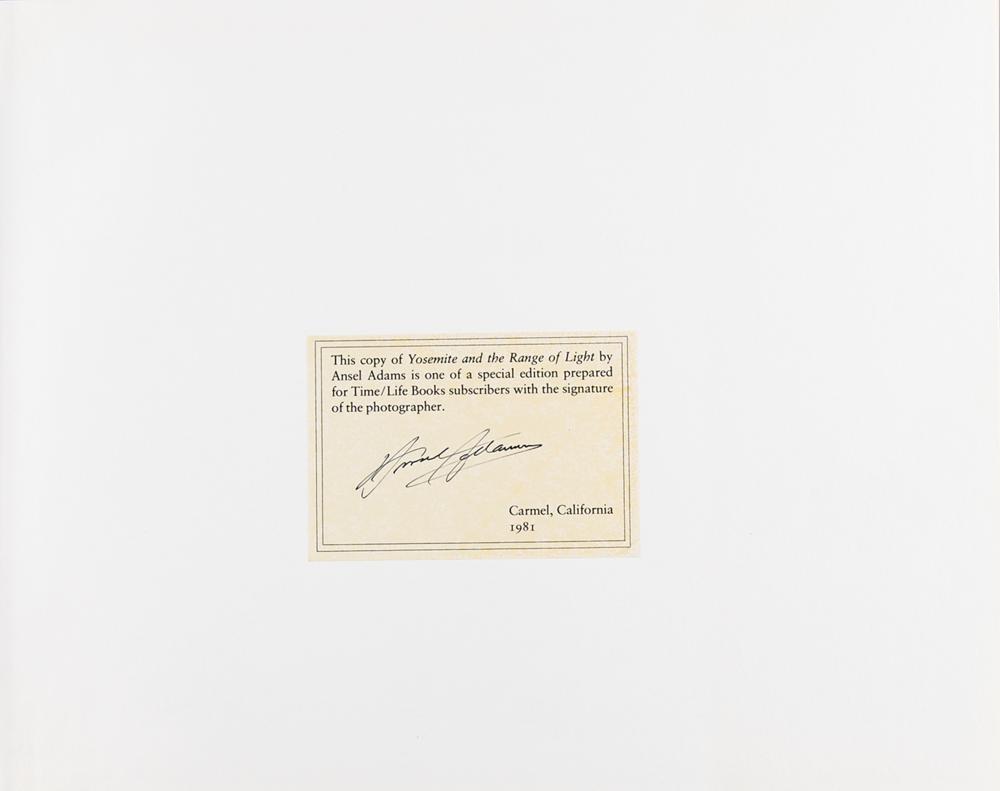 This copy of Yosemite and the Range of Light by
Ansel Adams is one of a special edition prepared
for Time/Life Books subscribers with the signature
of the photographer.
Ansel Adams
Carmel, California
1981